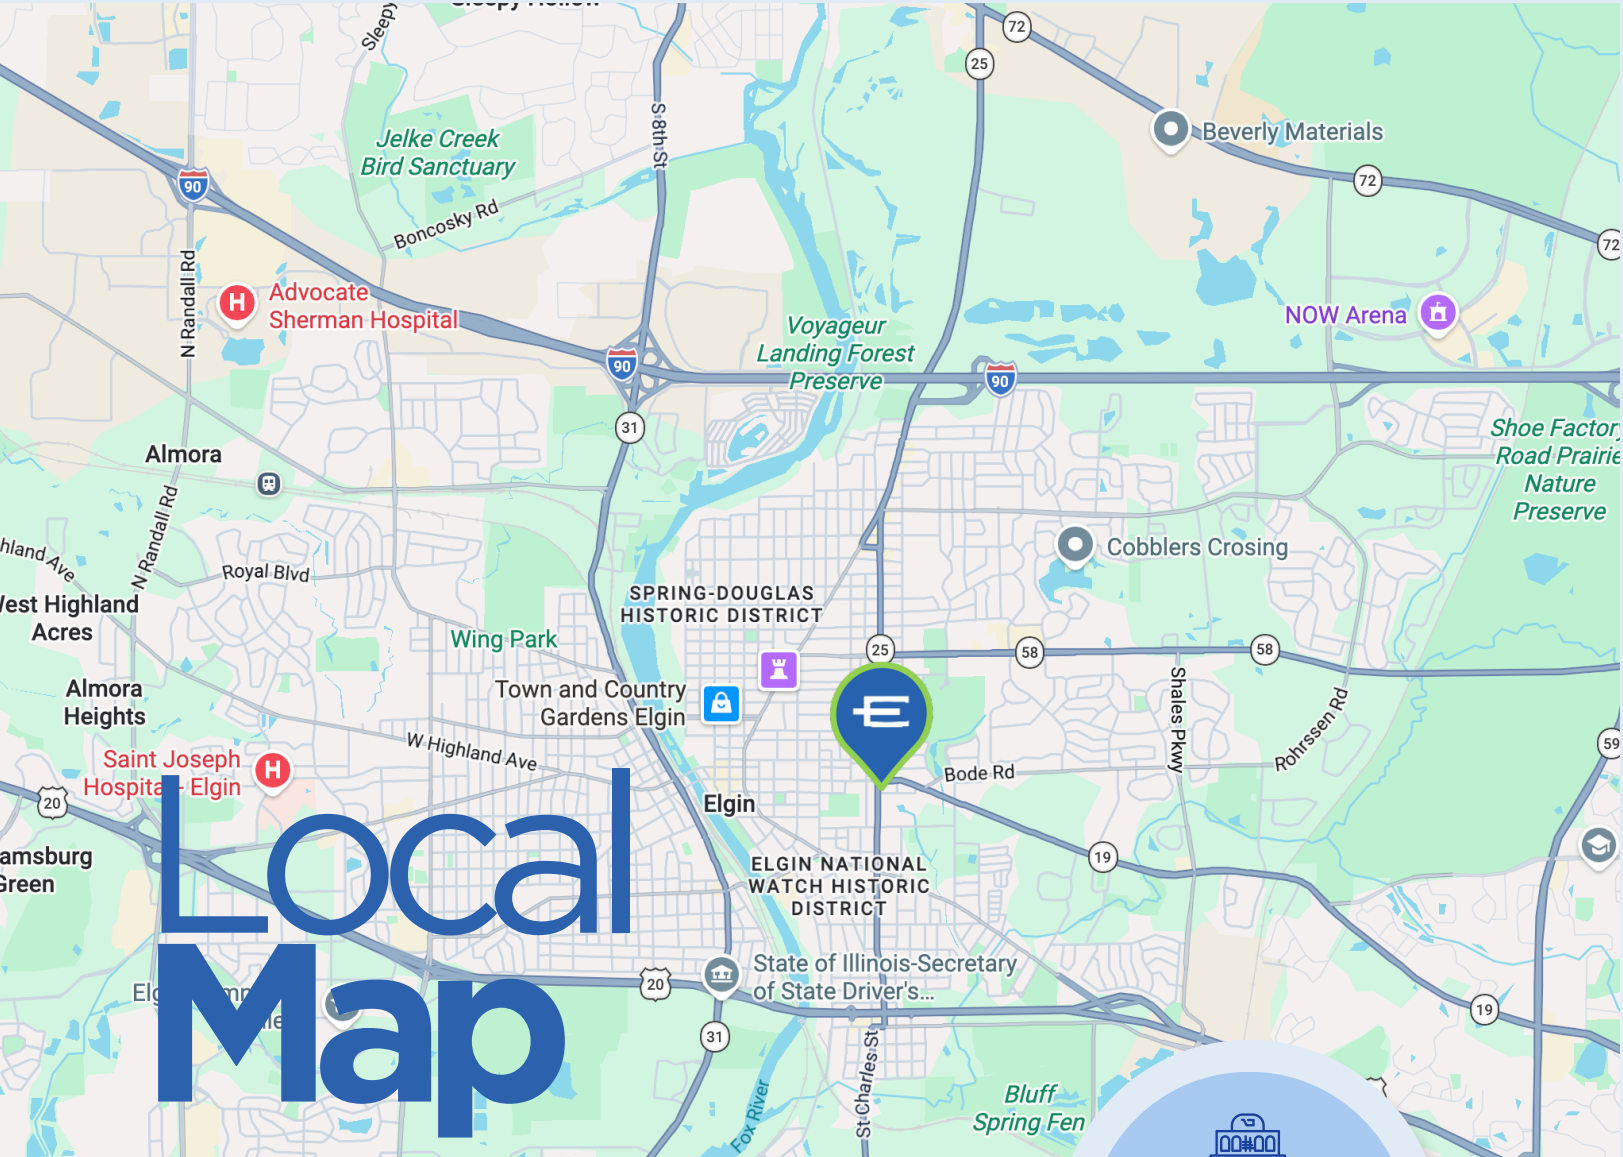 Sleepy Hollow
Sleepy
72
25
Beverly Materials
72
72
Jelke Creek
Bird Sanctuary
S 8th St
90
Boncosky Rd
N Randall Rd
Advocate
Sherman Hospital
H
NOW Arena
Voyageur
Landing Forest
Preserve
90
90
31
Shoe Factory
Road Prairie
Nature
Preserve
Almora
N Randall Rd
hland Ave
Royal Blvd
Cobblers Crossing
West Highland
Acres
SPRING-DOUGLAS
HISTORIC DISTRICT
Wing Park
25
58
58
Almora
Heights
Town and Country
Gardens Elgin
Shales Pkwy
Rohrssen Rd
W Highland Ave
Saint Joseph
Hospital - Elgin
H
59
Bode Rd
20
Elgin
Local
Map
amsburg
Green
19
ELGIN NATIONAL
WATCH HISTORIC
DISTRICT
State of Illinois-Secretary
of State Driver's...
20
31
19
St Charles St
Fox River
Bluff
Spring Fen